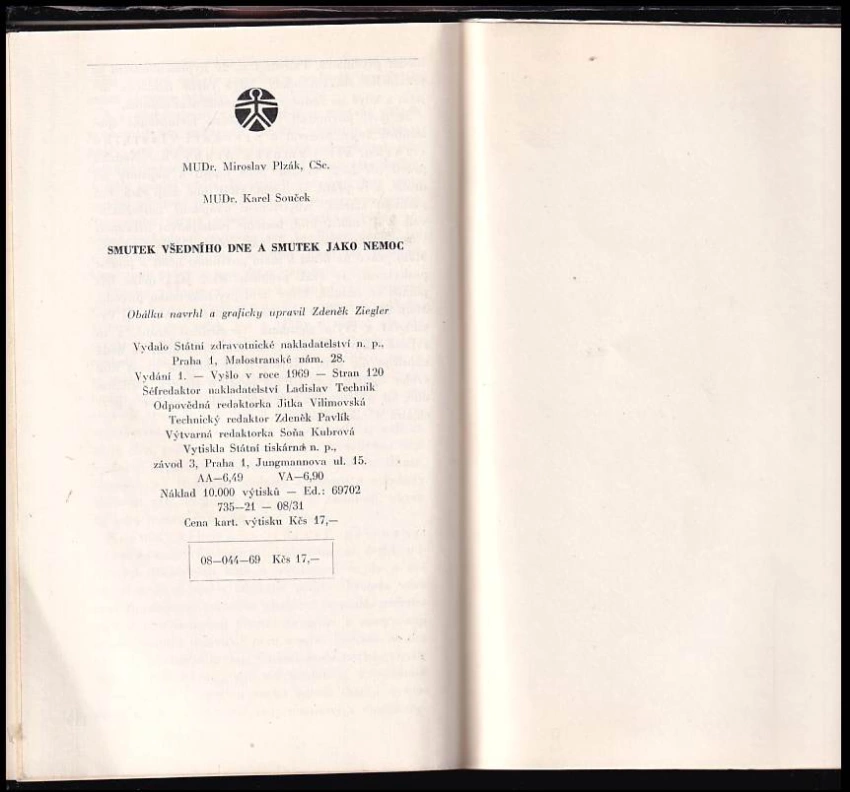 MUDr. Miroslav Plzák, CSc.
MUDr. Karel Souček
SMUTEK VŠEDNÍHO DNE A SMUTEK JAKO NEMOC
Obálku navrhl a graficky upravil Zdeněk Ziegler
Vydalo Státní zdravotnické nakladatelství n. p.,
Praha 1, Malostranské nám. 28.
Vydání 1. — Vyšlo v roce 1969 — Stran 120
Šéfredaktor nakladatelství Ladislav Technik
Odpovědná redaktorka Jitka Vilimovská
Technický redaktor Zdeněk Pavlík
Výtvarná redaktorka Soňa Kubrová
Vytiskla Státní tiskárna n. p.,
závod 3, Praha 1, Jungmannova ul. 15.
AA—6,49 VA—6,90
Náklad 10.000 výtisků — Ed.: 69702
735—21 — 08/31
Cena kart. výtisku Kčs 17,—
08—044—69 Kčs 17,—